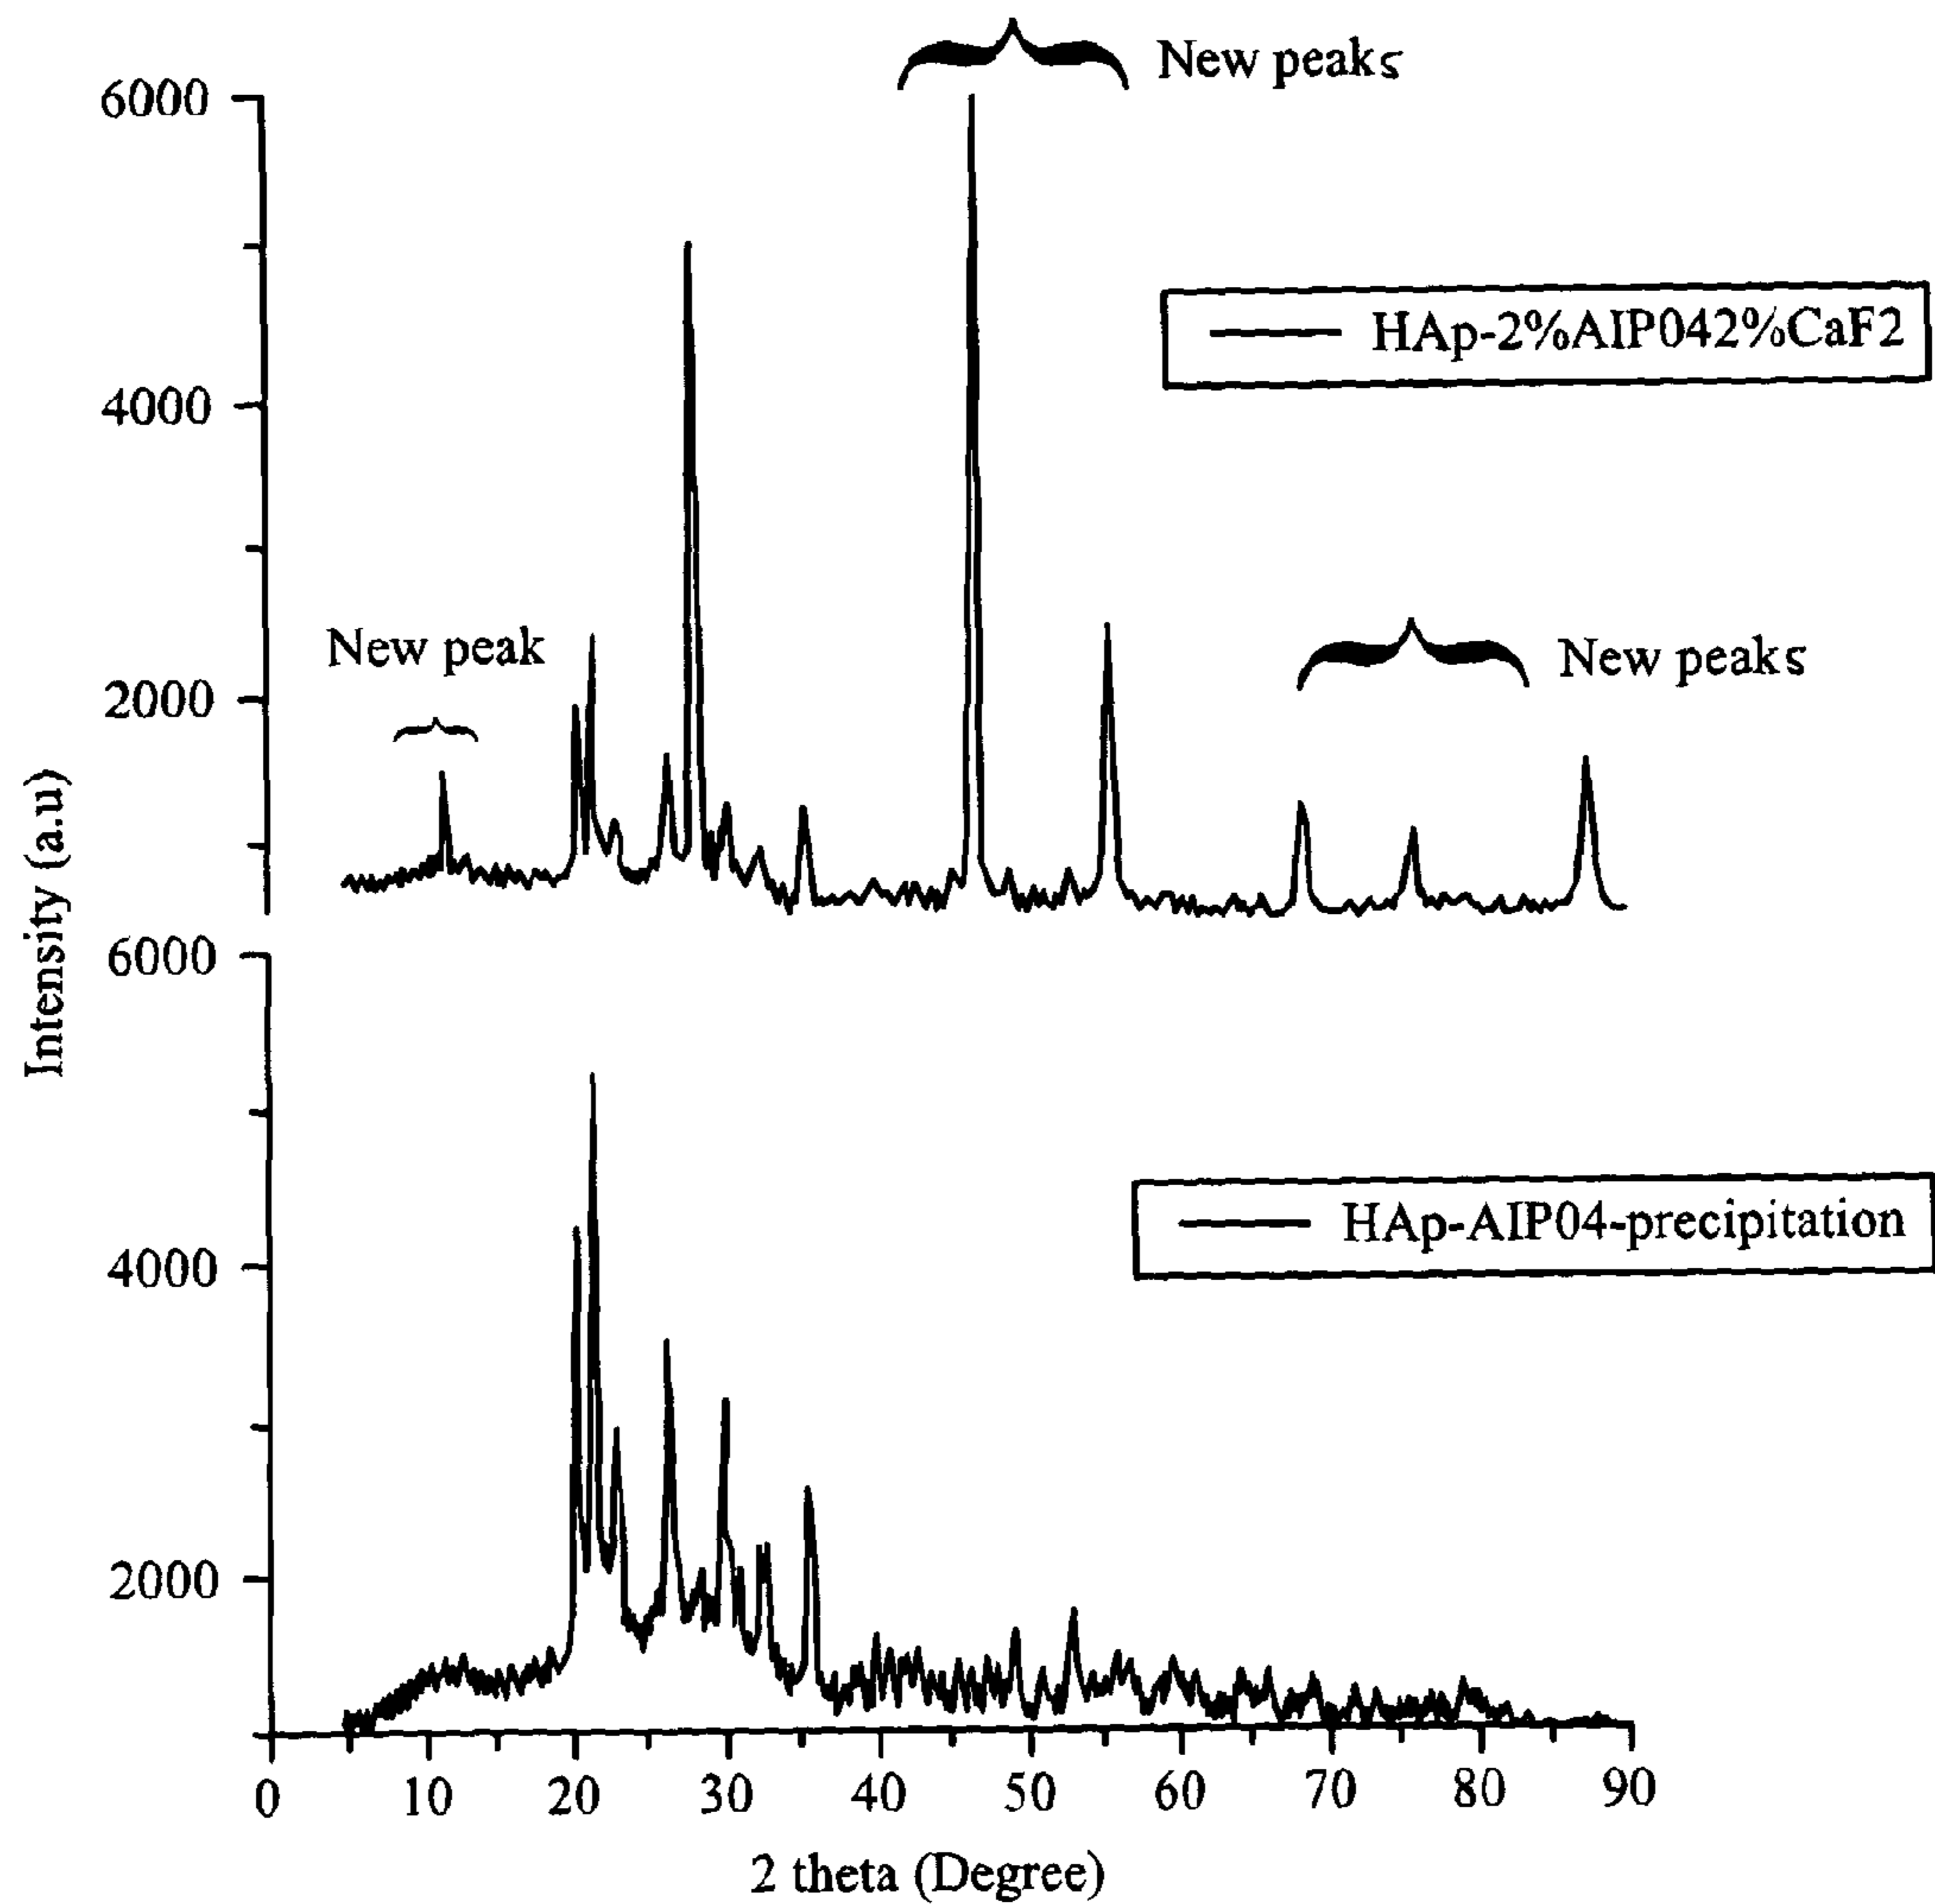 New peaks
6000
HAp-2%AIP042%CaF2
4000
New peak
New peaks
2000
Intensity (a.u)
6000
HAp-AIP04-precipitation
4000
2000
0 10 20 30 40 50 60 70 80 90
2 theta (Degree)